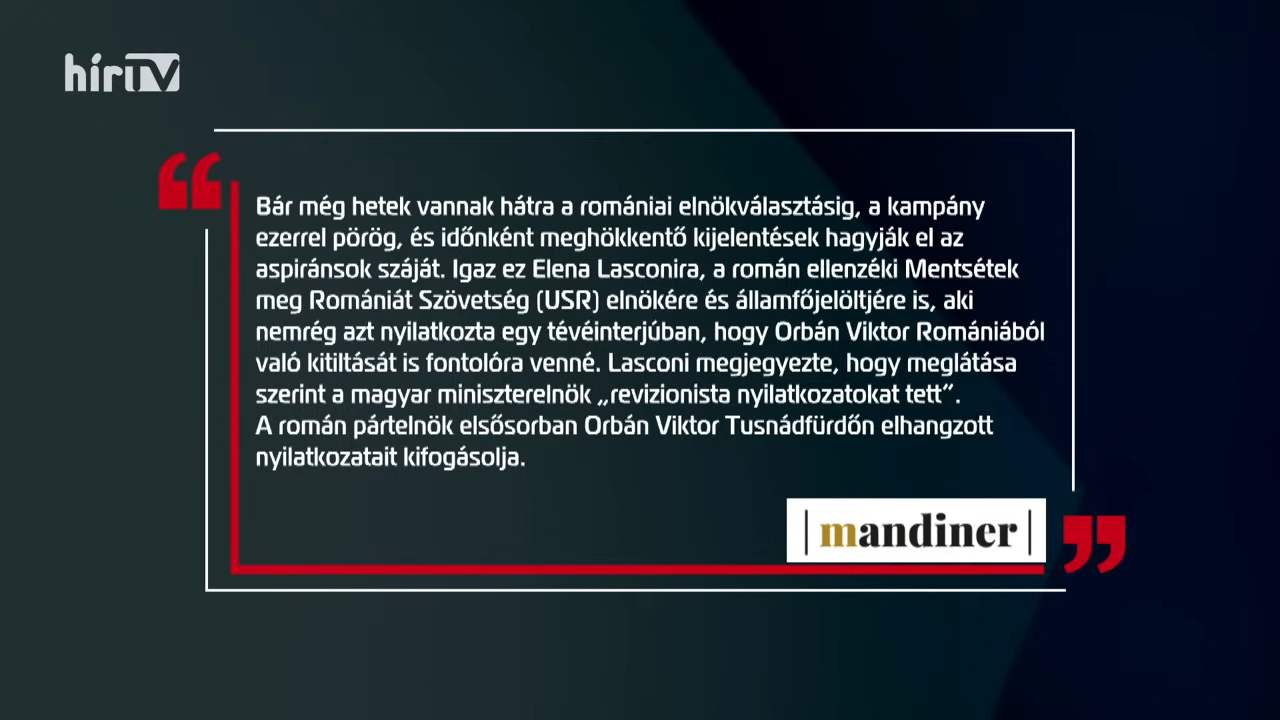 hírTV
Bár még hetek vannak hátra a romániai elnökválasztásig, a kampány
ezerrel pörög, és időnként meghökkentő kijelentések hagyják el az
aspiránsok száját. Igaz ez Elena Lasconira, a román ellenzéki Mentsétek
meg Romániát Szövetség (USR) elnökére és államfőjelöltjére is, aki
nemrég azt nyilatkozta egy tévéinterjúban, hogy Orbán Viktor Romániából
való kitiltását is fontolóra venné. Lasconi megjegyezte, hogy meglátása
szerint a magyar miniszterelnök „revizionista nyilatkozatokat tett”.
A román pártelnök elsősorban Orbán Viktor Tusnádfürdőn elhangzott
nyilatkozatait kifogásolja.
| mandiner |